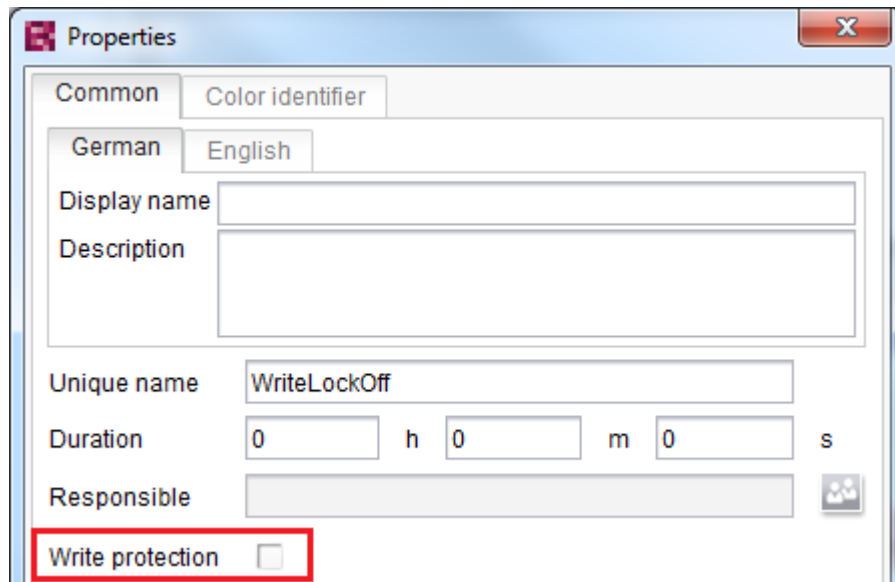 Properties
Common Color identifier
German English
Display name
Description
Unique name WriteLockOff
Duration 0 h 0 m 0 s
Responsible
Write protection